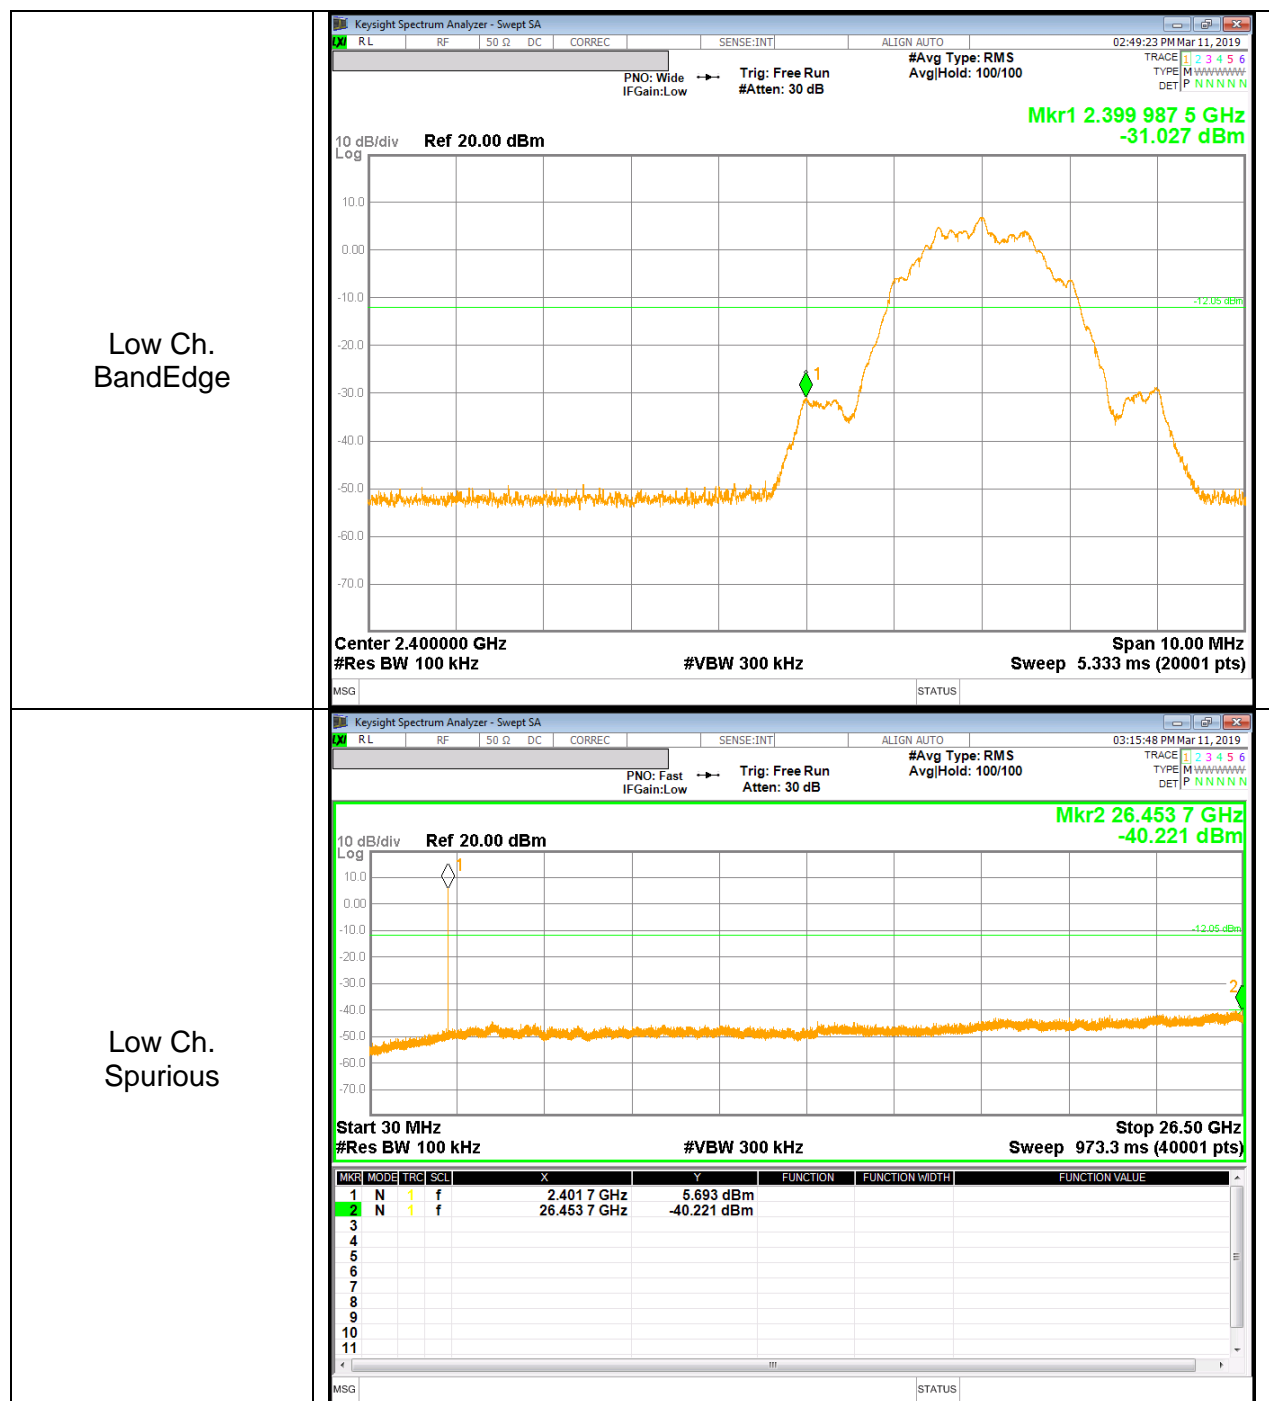 Low Ch.
BandEdge
Keysight Spectrum Analyzer - Swept SA
LXI RL RF 50 Ω DC CORREC SENSE:INT ALIGN AUTO 02:49:23 PM Mar 11, 2019
#Avg Type: RMS TRACE 1 2 3 4 5 6
PNO: Wide Trig: Free Run Avg|Hold: 100/100 TYPE M WWWWW
IFGain:Low #Atten: 30 dB DET P N N N N N
Mkr1 2.399 987 5 GHz
-31.027 dBm
10 dB/div Ref 20.00 dBm
Log
10.0
0.00
-10.0
-12.05 dBm
-20.0
1
-30.0
-40.0
-50.0
-60.0
-70.0
Center 2.400000 GHz Span 10.00 MHz
#Res BW 100 kHz #VBW 300 kHz Sweep 5.333 ms (20001 pts)
MSG STATUS
Low Ch.
Spurious
Keysight Spectrum Analyzer - Swept SA
LXI RL RF 50 Ω DC CORREC SENSE:INT ALIGN AUTO 03:15:48 PM Mar 11, 2019
#Avg Type: RMS TRACE 1 2 3 4 5 6
PNO: Fast Trig: Free Run Avg|Hold: 100/100 TYPE M WWWWW
IFGain:Low Atten: 30 dB DET P N N N N N
Mkr2 26.453 7 GHz
-40.221 dBm
10 dB/div Ref 20.00 dBm
Log
1
10.0
0.00
-10.0
-12.05 dBm
-20.0
-30.0
2
-40.0
-50.0
-60.0
-70.0
Start 30 MHz Stop 26.50 GHz
#Res BW 100 kHz #VBW 300 kHz Sweep 973.3 ms (40001 pts)
MKR MODE TRC SCL X Y FUNCTION FUNCTION WIDTH FUNCTION VALUE
1 N 1 f 2.401 7 GHz 5.693 dBm
2 N 1 f 26.453 7 GHz -40.221 dBm
3
4
5
6
7
8
9
10
11
MSG STATUS